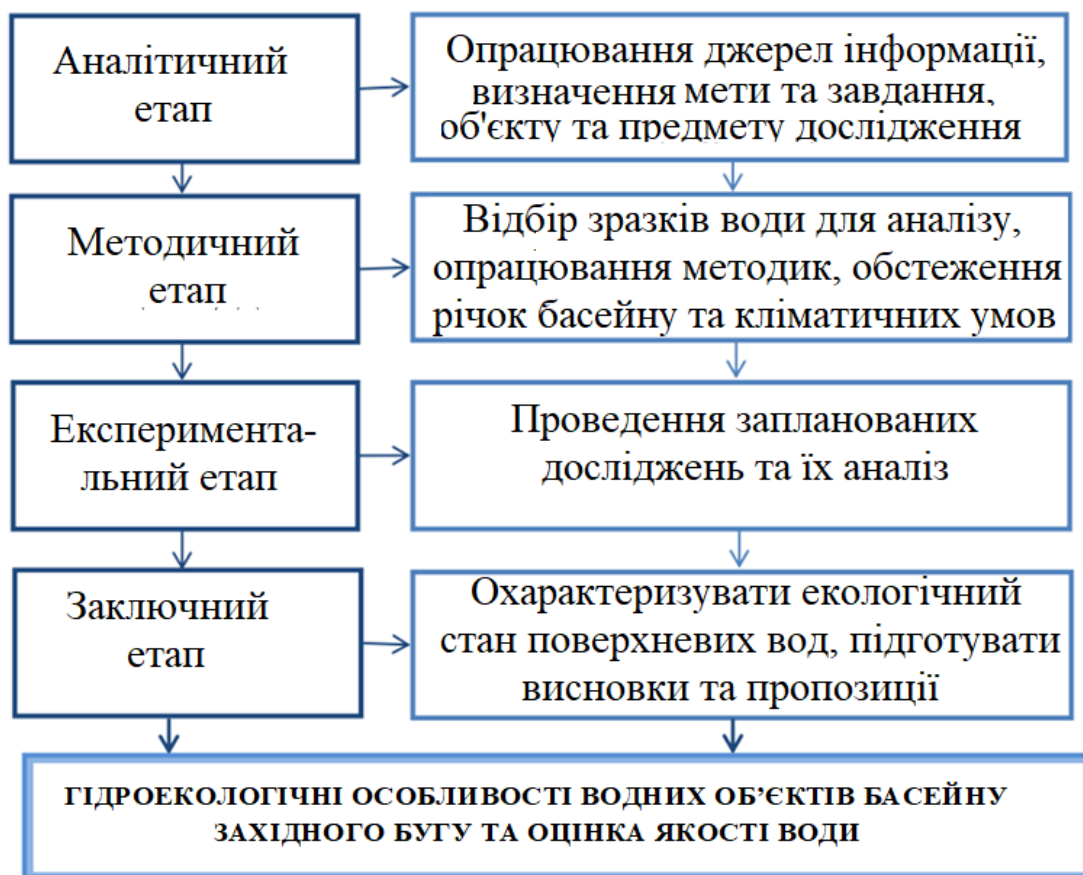 Аналітичний
етап
Опрацювання джерел інформації,
визначення мети та завдання,
об'єкту та предмету дослідження
Методичний
етап
Відбір зразків води для аналізу,
опрацювання методик, обстеження
річок басейну та кліматичних умов
Експеримента-
льний етап
Проведення запланованих
досліджень та їх аналіз
Заключний
етап
Охарактеризувати екологічний
стан поверхневих вод, підготувати
висновки та пропозиції
ГІДРОЕКОЛОГІЧНІ ОСОБЛИВОСТІ ВОДНИХ ОБ’ЄКТІВ БАСЕЙНУ
ЗАХІДНОГО БУГУ ТА ОЦІНКА ЯКОСТІ ВОДИ